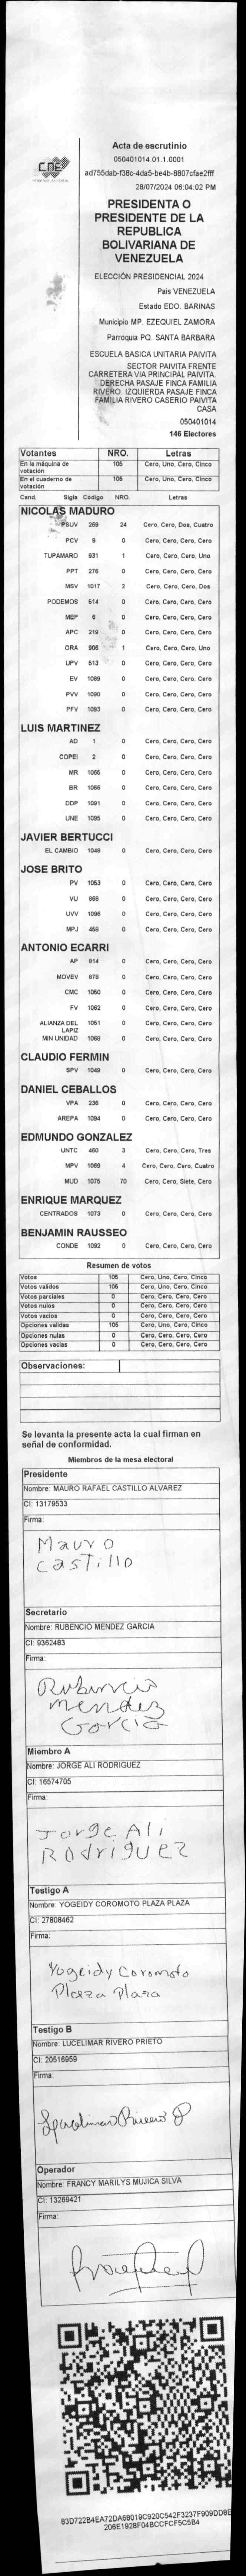 CNE
Acta de escrutinio
050401014.01.1.0001
ad755dab-f38c-4da5-be4b-8807cfae2fff
28/07/2024 06:04:02 PM
PRESIDENTA O
PRESIDENTE DE LA
REPUBLICA
BOLIVARIANA DE
VENEZUELA
ELECCIÓN PRESIDENCIAL 2024
País VENEZUELA
Estado EDO. BARINAS
Municipio MP. EZEQUIEL ZAMORA
Parroquia PQ. SANTA BARBARA
ESCUELA BASICA UNITARIA PAIVITA
SECTOR PAIVITA FRENTE
CARRETERA VIA PRINCIPAL PAIVITA.
DERECHA PASAJE FINCA FAMILIA
RIVERO. IZQUIERDA PASAJE FINCA
FAMILIA RIVERO CASERIO PAIVITA
CASA
050401014
146 Electores
Votantes NRO. Letras
En la máquina de votación 105 Cero, Uno, Cero, Cinco
En el cuaderno de votación 105 Cero, Uno, Cero, Cinco
Cand. Sigla Código NRO. Letras
NICOLAS MADURO
PSUV 269 24 Cero, Cero, Dos, Cuatro
PCV 9 0 Cero, Cero, Cero, Cero
TUPAMARO 931 1 Cero, Cero, Cero, Uno
PPT 276 0 Cero, Cero, Cero, Cero
MSV 1017 2 Cero, Cero, Cero, Dos
PODEMOS 514 0 Cero, Cero, Cero, Cero
MEP 6 0 Cero, Cero, Cero, Cero
APC 219 0 Cero, Cero, Cero, Cero
ORA 906 1 Cero, Cero, Cero, Uno
UPV 513 0 Cero, Cero, Cero, Cero
EV 1089 0 Cero, Cero, Cero, Cero
PVV 1090 0 Cero, Cero, Cero, Cero
PFV 1093 0 Cero, Cero, Cero, Cero
LUIS MARTINEZ
AD 1 0 Cero, Cero, Cero, Cero
COPEI 2 0 Cero, Cero, Cero, Cero
MR 1065 0 Cero, Cero, Cero, Cero
BR 1086 0 Cero, Cero, Cero, Cero
DDP 1091 0 Cero, Cero, Cero, Cero
UNE 1095 0 Cero, Cero, Cero, Cero
JAVIER BERTUCCI
EL CAMBIO 1048 0 Cero, Cero, Cero, Cero
JOSE BRITO
PV 1053 0 Cero, Cero, Cero, Cero
VU 869 0 Cero, Cero, Cero, Cero
UVV 1096 0 Cero, Cero, Cero, Cero
MPJ 459 0 Cero, Cero, Cero, Cero
ANTONIO ECARRI
AP 814 0 Cero, Cero, Cero, Cero
MOVEV 978 0 Cero, Cero, Cero, Cero
CMC 1050 0 Cero, Cero, Cero, Cero
FV 1062 0 Cero, Cero, Cero, Cero
ALIANZA DEL LAPIZ 1051 0 Cero, Cero, Cero, Cero
MIN UNIDAD 1068 0 Cero, Cero, Cero, Cero
CLAUDIO FERMIN
SPV 1049 0 Cero, Cero, Cero, Cero
DANIEL CEBALLOS
VPA 236 0 Cero, Cero, Cero, Cero
AREPA 1094 0 Cero, Cero, Cero, Cero
EDMUNDO GONZALEZ
UNTC 460 3 Cero, Cero, Cero, Tres
MPV 1069 4 Cero, Cero, Cero, Cuatro
MUD 1075 70 Cero, Cero, Siete, Cero
ENRIQUE MARQUEZ
CENTRADOS 1073 0 Cero, Cero, Cero, Cero
BENJAMIN RAUSSEO
CONDE 1092 0 Cero, Cero, Cero, Cero
Resumen de votos
Votos 105 Cero, Uno, Cero, Cinco
Votos validos 105 Cero, Uno, Cero, Cinco
Votos parciales 0 Cero, Cero, Cero, Cero
Votos nulos 0 Cero, Cero, Cero, Cero
Votos vacios 0 Cero, Cero, Cero, Cero
Opciones validas 105 Cero, Uno, Cero, Cinco
Opciones nulas 0 Cero, Cero, Cero, Cero
Opciones vacias 0 Cero, Cero, Cero, Cero
Observaciones:
Se levanta la presente acta la cual firman en
señal de conformidad.
Miembros de la mesa electoral
Presidente
Nombre: MAURO RAFAEL CASTILLO ALVAREZ
CI: 13179533
Firma:
Mauro
castillo
Secretario
Nombre: RUBENCIO MENDEZ GARCIA
CI: 9362483
Firma:
Rubencio
mendez
Garcia
Miembro A
Nombre: JORGE ALI RODRIGUEZ
CI: 16574705
Firma:
Jorge Ali
Rodriguez
Testigo A
Nombre: YOGEIDY COROMOTO PLAZA PLAZA
CI: 27808462
Firma:
Yogeidy Coromoto
Plaza Plaza
Testigo B
Nombre: LUCELIMAR RIVERO PRIETO
CI: 20516959
Firma:
Lucelimar Rivero P
Operador
Nombre: FRANCY MARILYS MUJICA SILVA
CI: 13269421
Firma:
83D722B4EA72DA68019C920C542F3237F909DD8E
206E1928F04BCCFCF5C5B4